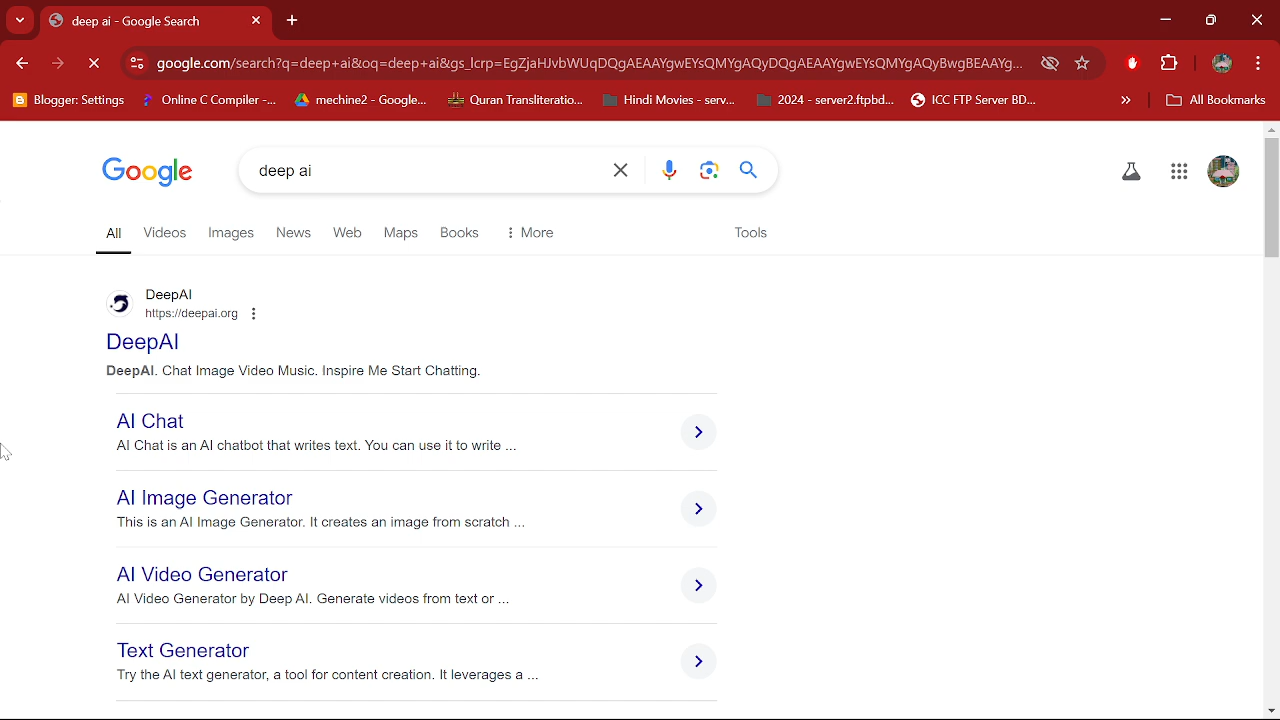 deep ai - Google Search
google.com/search?q=deep+ai&oq=deep+ai&gs_lcrp=EgZjaHJvbWUqDQgAEAAYgwEYsQMYgAQyDQgAEAAYgwEYsQMYgAQyBwgBEAAYg...
Blogger: Settings Online C Compiler -... mechine2 - Google... Quran Transliteratio... Hindi Movies - serv... 2024 - server2.ftpbd... ICC FTP Server BD... » All Bookmarks
Google deep ai
All Videos Images News Web Maps Books More Tools
DeepAI
https://deepai.org
DeepAI
DeepAI. Chat Image Video Music. Inspire Me Start Chatting.
AI Chat
AI Chat is an AI chatbot that writes text. You can use it to write ...
AI Image Generator
This is an AI Image Generator. It creates an image from scratch ...
AI Video Generator
AI Video Generator by Deep AI. Generate videos from text or ...
Text Generator
Try the AI text generator, a tool for content creation. It leverages a ...